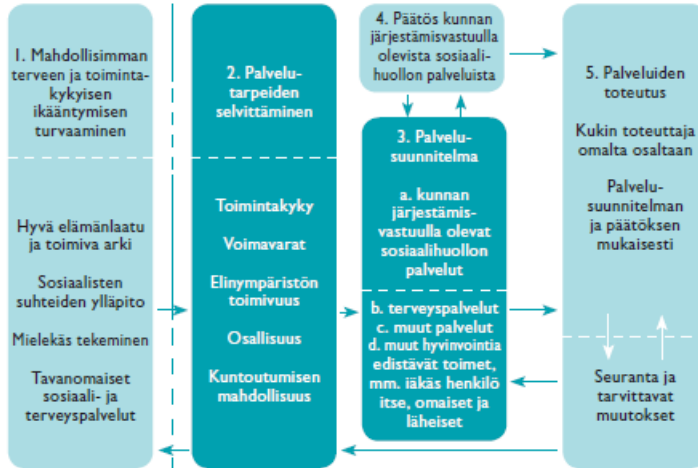 1. Mahdollisimman
terveen ja toiminta-
kykyisen
ikääntymisen
turvaaminen
Hyvä elämänlaatu
ja toimiva arki
Sosiaalisten
suhteiden ylläpito
Mielekäs tekeminen
Tavanomaiset
sosiaali- ja
terveyspalvelut
2. Palvelu-
tarpeiden
selvittäminen
Toimintakyky
Voimavarat
Elinympäristön
toimivuus
Osallisuus
Kuntoutumisen
mahdollisuus
4. Päätös kunnan
järjestämisvastuulla
olevista sosiaali-
huollon palveluista
3. Palvelu-
suunnitelma
a. kunnan
järjestämis-
vastuulla olevat
sosiaalihuollon
palvelut
b. terveyspalvelut
c. muut palvelut
d. muut hyvinvointia
edistävät toimet,
mm. iäkäs henkilö
itse, omaiset ja
läheiset
5. Palveluiden
toteutus
Kukin toteuttaja
omalta osaltaan
Palvelu-
suunnitelman
ja päätöksen
mukaisesti
Seuranta ja
tarvittavat
muutokset